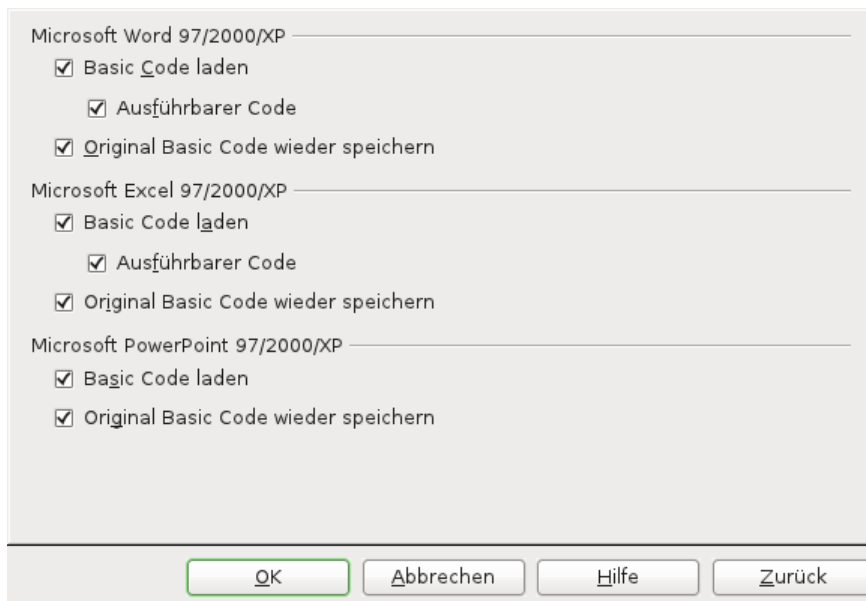 Microsoft Word 97/2000/XP
Basic Code laden
Ausführbarer Code
Original Basic Code wieder speichern
Microsoft Excel 97/2000/XP
Basic Code laden
Ausführbarer Code
Original Basic Code wieder speichern
Microsoft PowerPoint 97/2000/XP
Basic Code laden
Original Basic Code wieder speichern
OK Abbrechen Hilfe Zurück